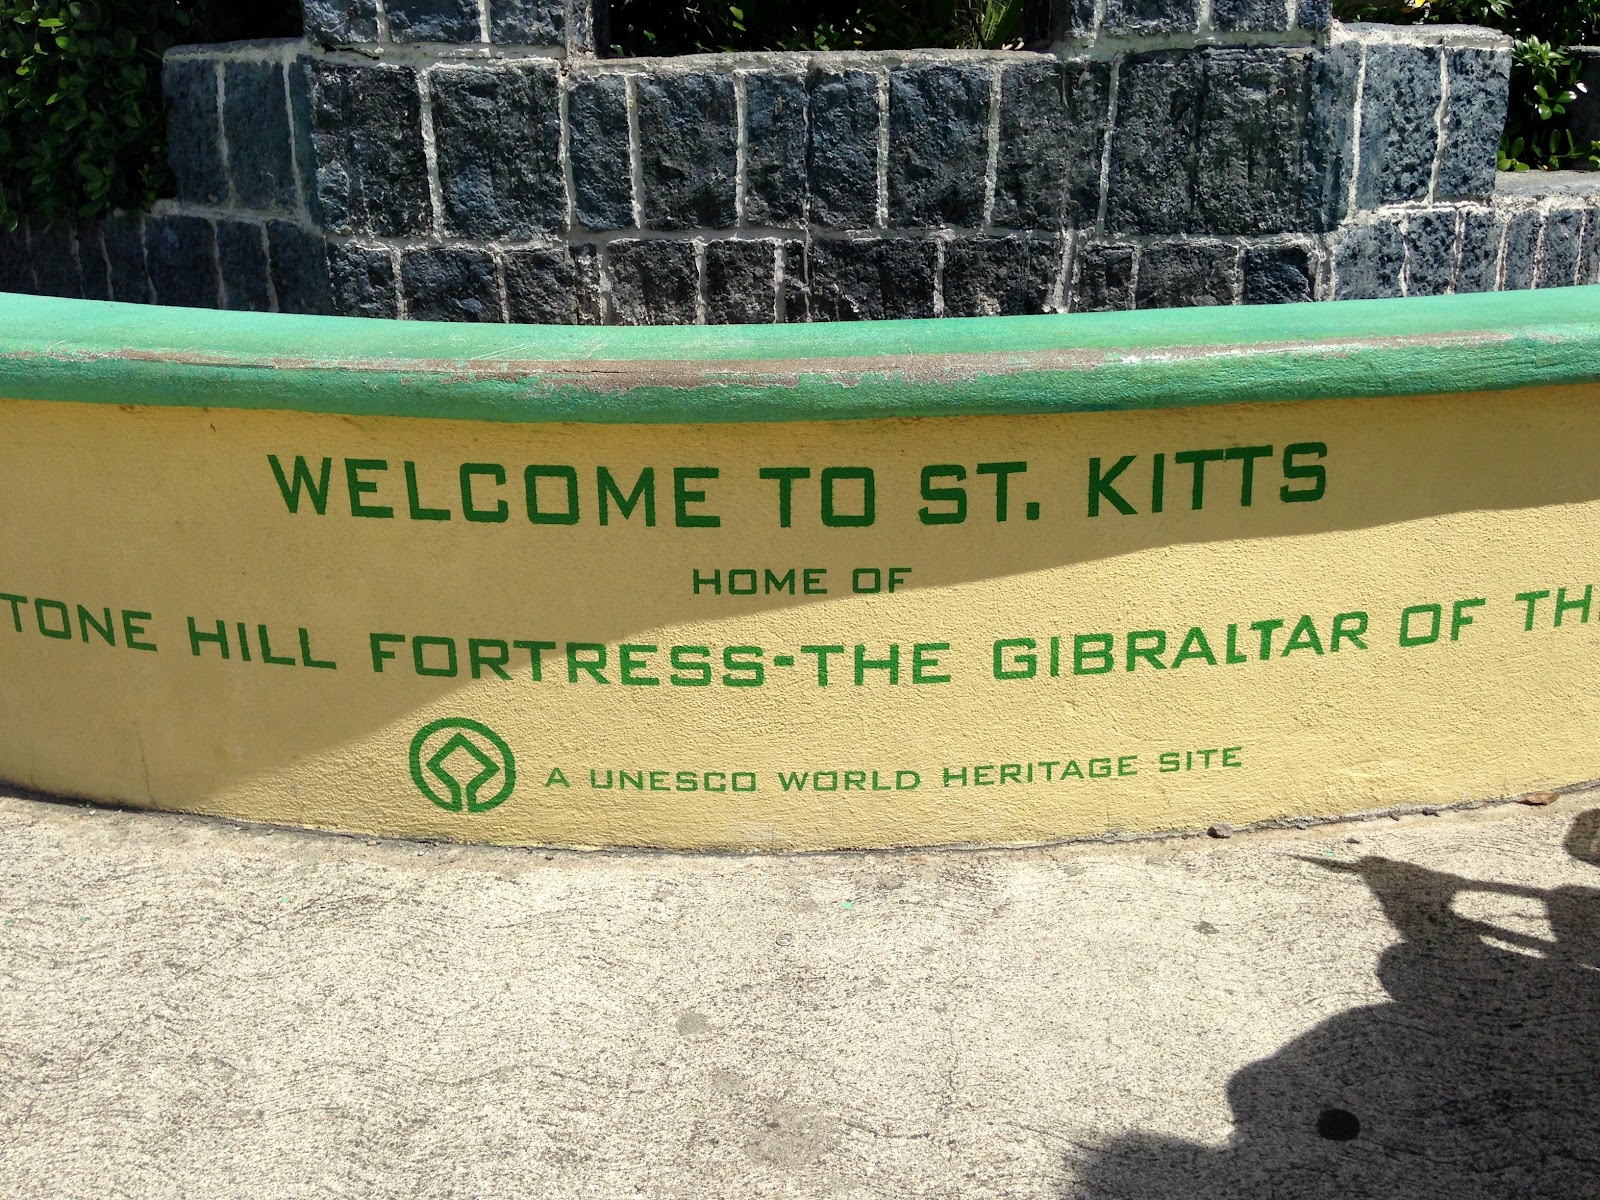 WELCOME TO ST. KITTS
HOME OF
TONE HILL FORTRESS-THE GIBRALTAR OF TH
A UNESCO WORLD HERITAGE SITE